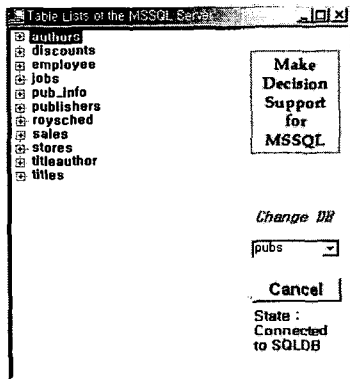 Table Lists of the MSSQL Server
authors
discounts
employee
jobs
pub_info
publishers
roysched
sales
stores
titleauthor
titles
Make
Decision
Support
for
MSSQL
Change DB
pubs
Cancel
State :
Connected
to SQLDB